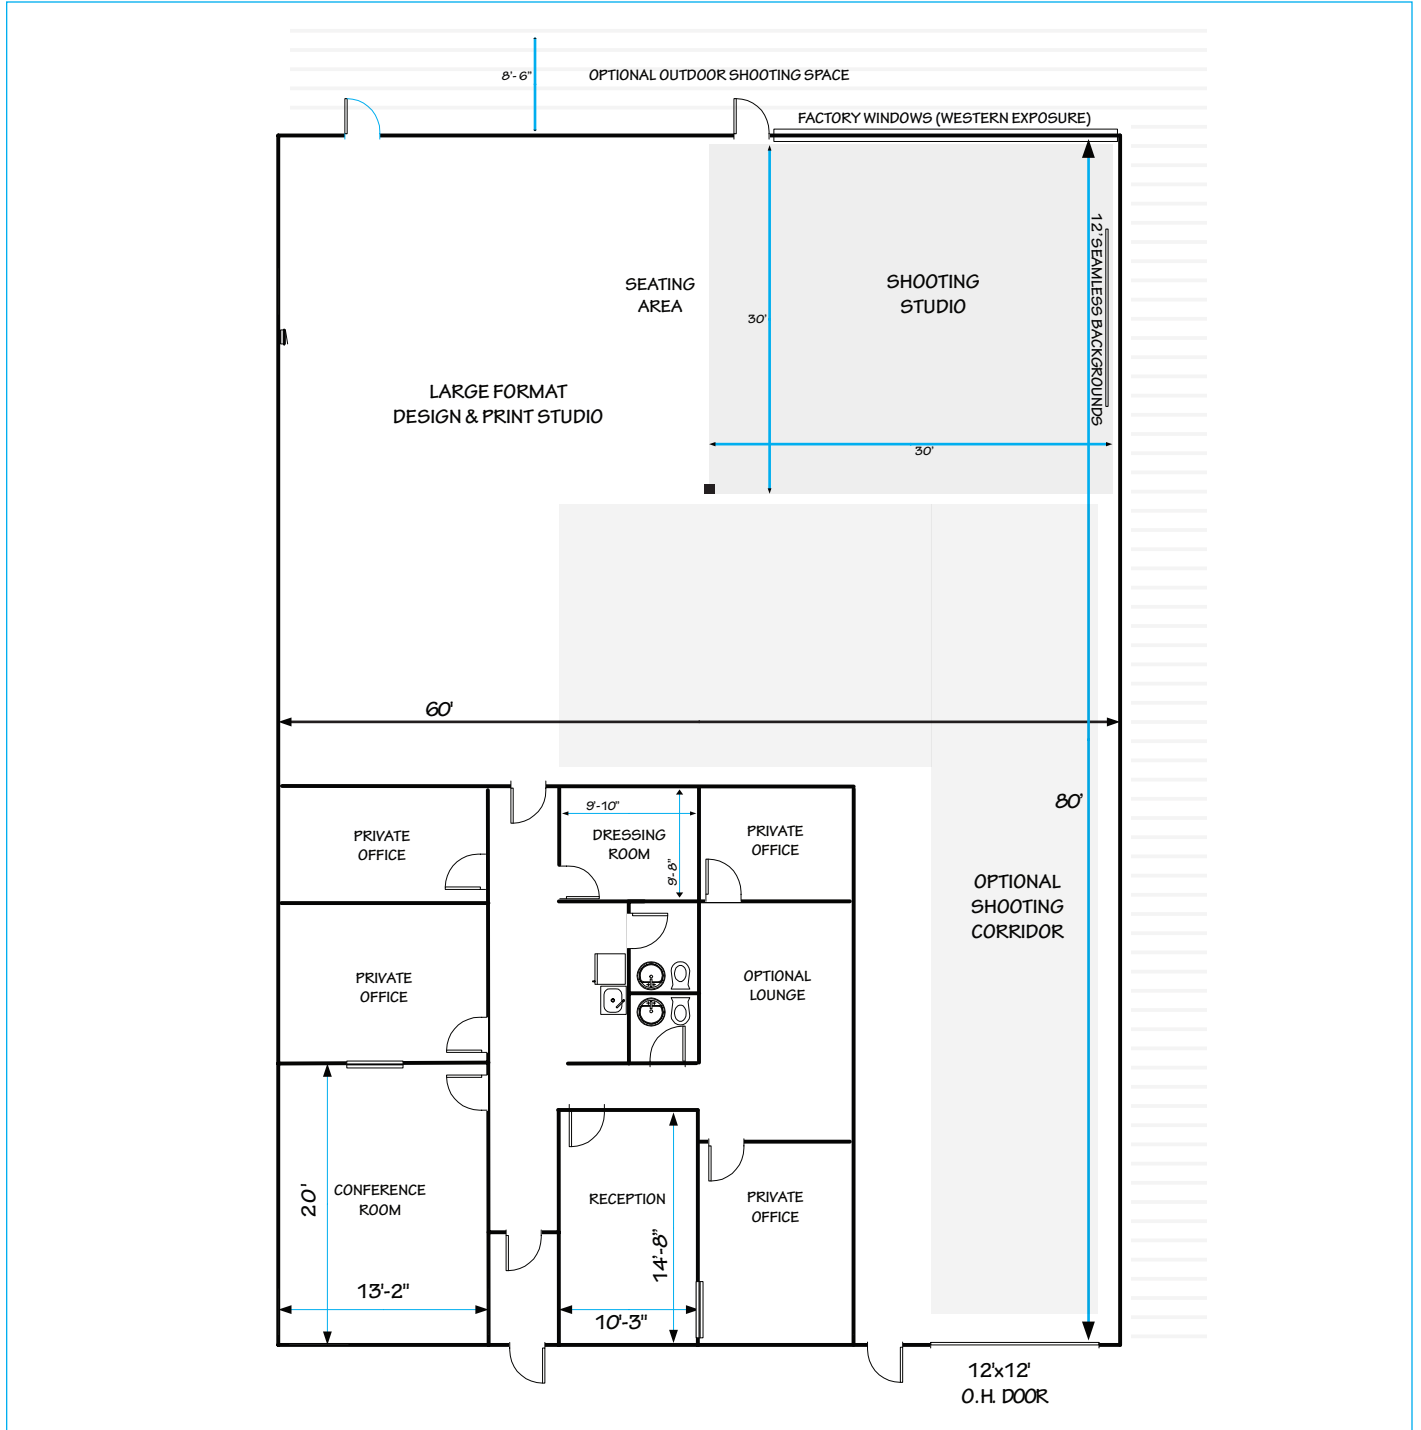 8'-6"
OPTIONAL OUTDOOR SHOOTING SPACE
FACTORY WINDOWS (WESTERN EXPOSURE)
12' SEAMLESS BACKGROUNDS
SEATING
AREA
SHOOTING
STUDIO
30'
LARGE FORMAT
DESIGN & PRINT STUDIO
30'
60'
80'
9'-10"
DRESSING
ROOM
9'-8"
PRIVATE
OFFICE
PRIVATE
OFFICE
OPTIONAL
SHOOTING
CORRIDOR
PRIVATE
OFFICE
OPTIONAL
LOUNGE
20'
CONFERENCE
ROOM
13'-2"
RECEPTION
14'-8"
10'-3"
PRIVATE
OFFICE
12'x12'
O.H. DOOR